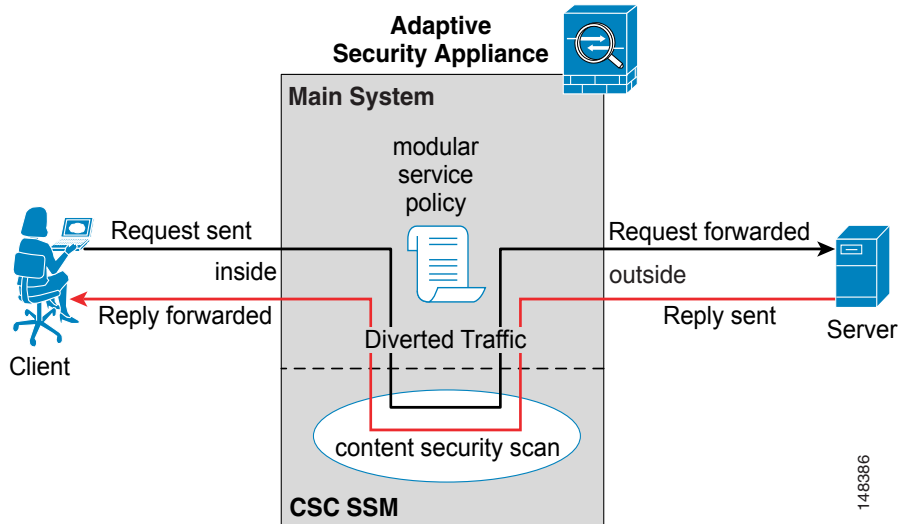 Adaptive
Security Appliance
Main System
modular
service
policy
Request sent
Request forwarded
inside
outside
Reply forwarded
Reply sent
Client
Server
Diverted Traffic
content security scan
CSC SSM
148386